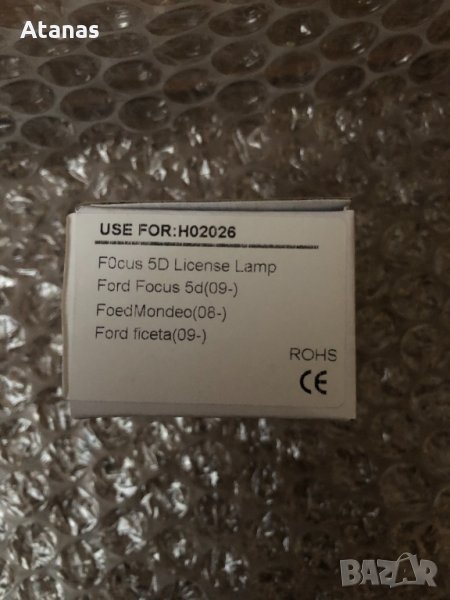 Atanas
USE FOR:H02026
F0cus 5D License Lamp
Ford Focus 5d(09-)
FoedMondeo(08-)
Ford ficeta(09-)
ROHS
CE
BAZAR